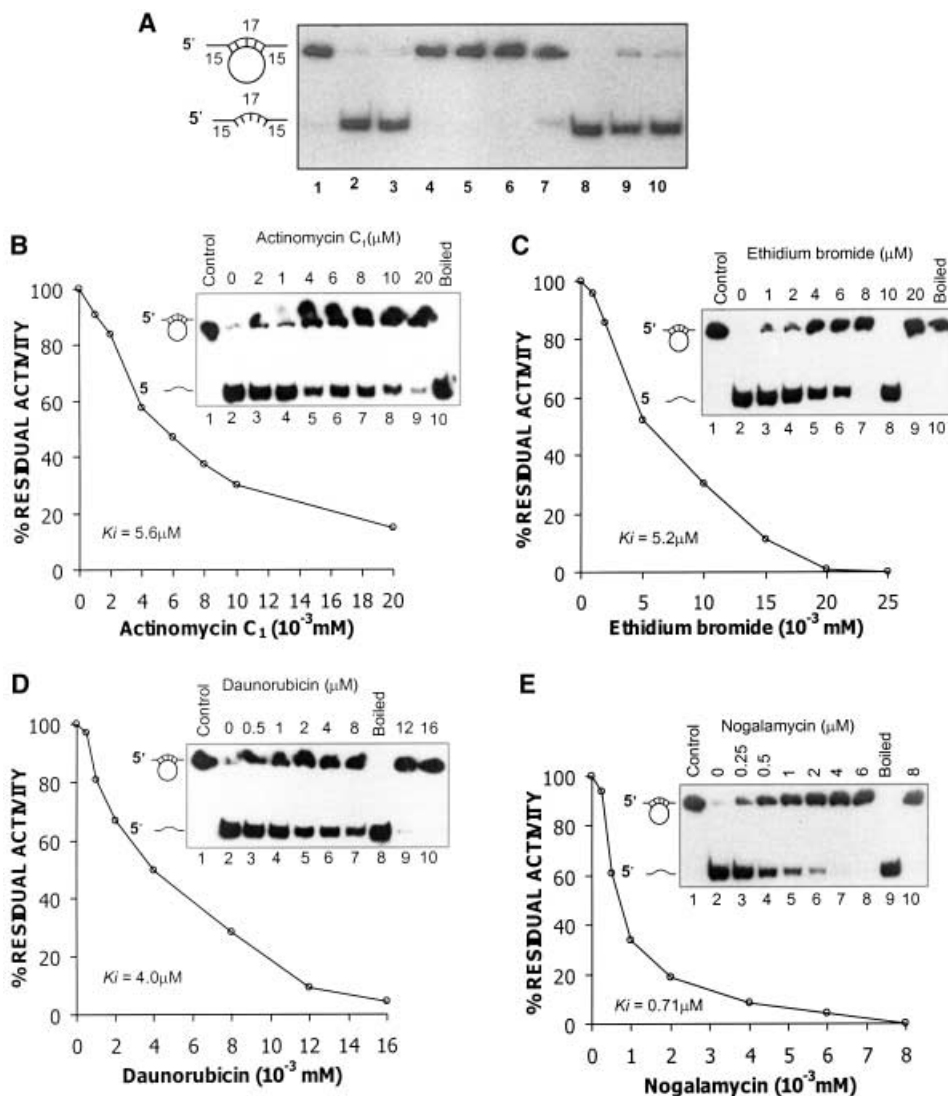 A
17
5'
15 15
17
5'
15 15
1 2 3 4 5 6 7 8 9 10
B
Actinomycin C1(μM)
Control 0 2 1 4 6 8 10 20 Boiled
5'
5
1 2 3 4 5 6 7 8 9 10
% RESIDUAL ACTIVITY
100
80
60
40
20
0
Ki = 5.6μM
0 2 4 6 8 10 12 14 16 18 20
Actinomycin C1 (10-3 mM)
C
Ethidium bromide (μM)
Control 0 1 2 4 6 8 10 20 Boiled
5'
5
1 2 3 4 5 6 7 8 9 10
% RESIDUAL ACTIVITY
100
80
60
40
20
0
Ki = 5.2μM
0 5 10 15 20 25
Ethidium bromide (10-3 mM)
D
Daunorubicin (μM)
Control 0 0.5 1 2 4 8 Boiled 12 16
5'
5'
1 2 3 4 5 6 7 8 9 10
% RESIDUAL ACTIVITY
100
80
60
40
20
0
Ki = 4.0μM
0 2 4 6 8 10 12 14 16
Daunorubicin (10-3 mM)
E
Nogalamycin (μM)
Control 0 0.25 0.5 1 2 4 6 Boiled 8
5'
5'
1 2 3 4 5 6 7 8 9 10
% RESIDUAL ACTIVITY
100
80
60
40
20
0
Ki = 0.71μM
0 1 2 3 4 5 6 7 8
Nogalamycin (10-3mM)